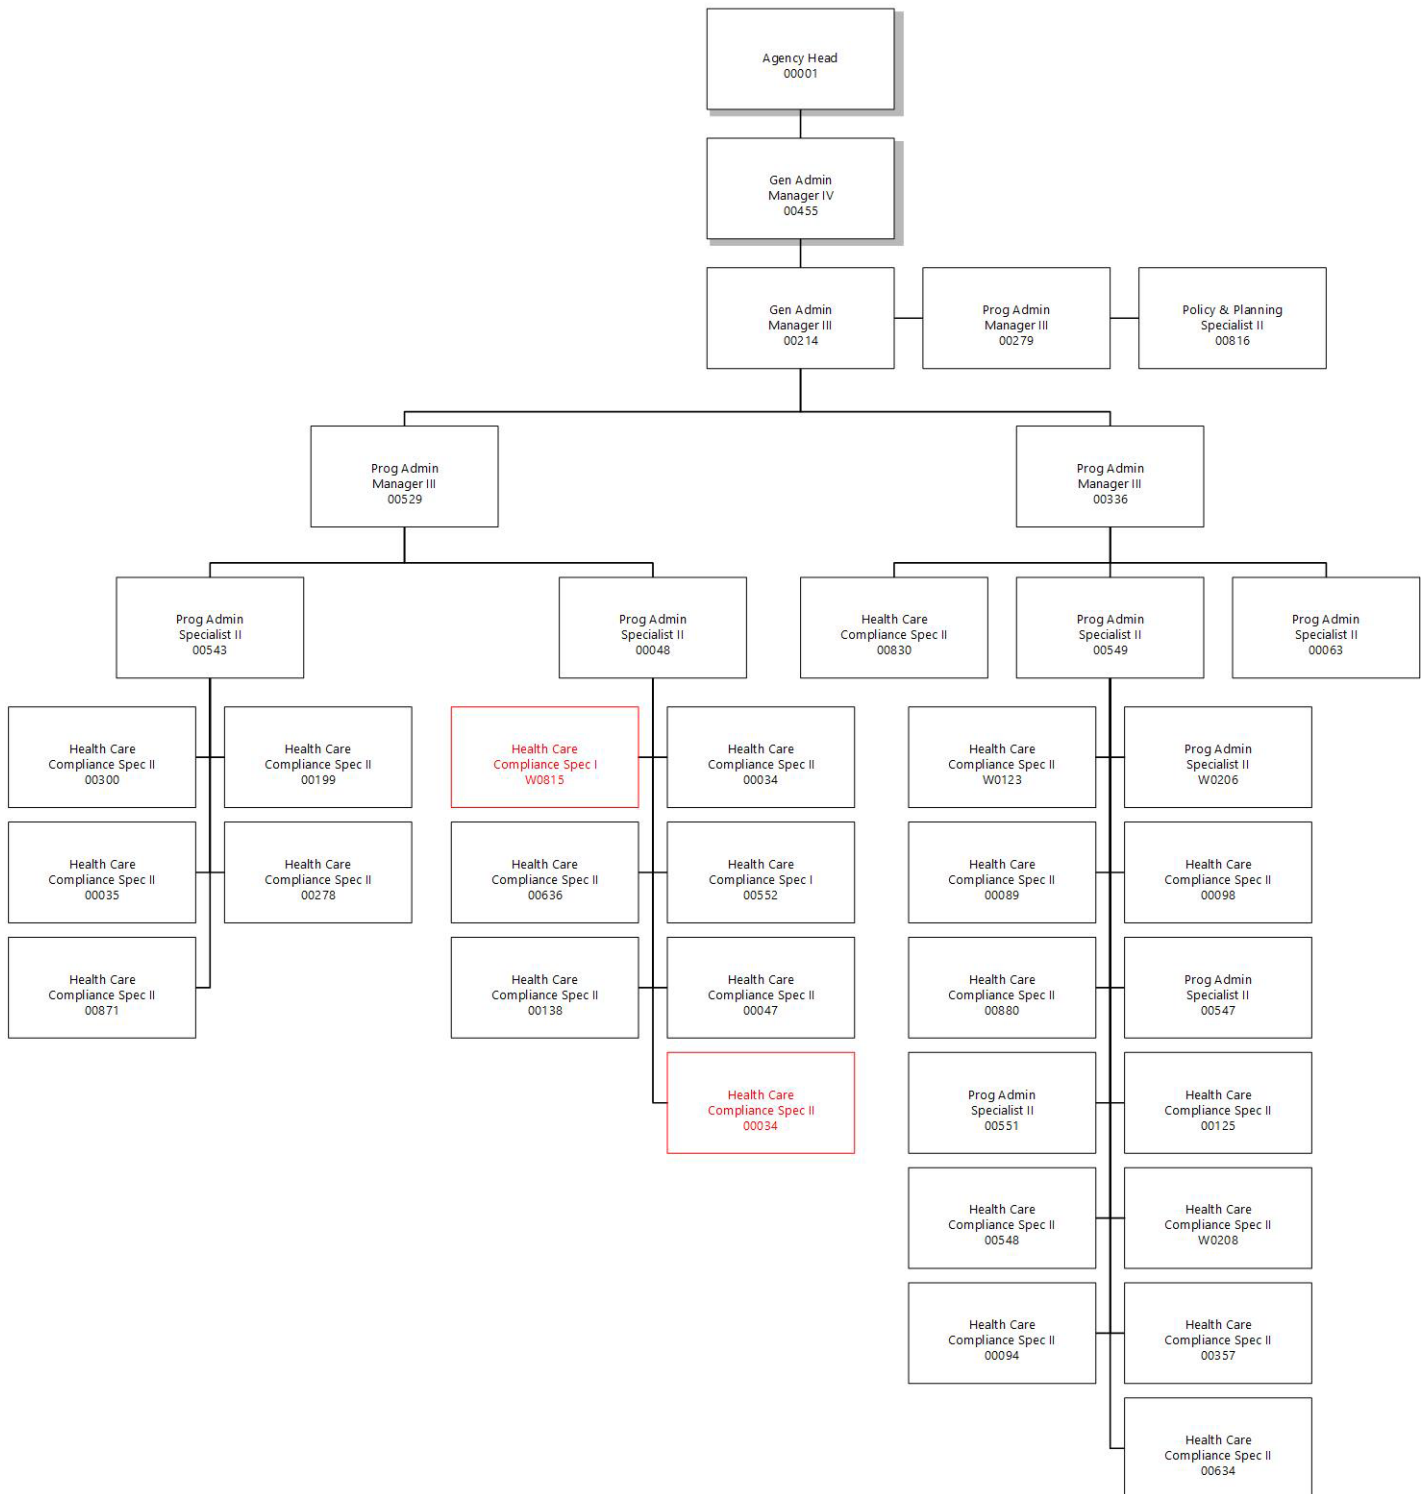 Agency Head
00001
Gen Admin
Manager IV
00455
Gen Admin
Manager III
00214
Prog Admin
Manager III
00279
Policy & Planning
Specialist II
00816
Prog Admin
Manager III
00529
Prog Admin
Manager III
00336
Prog Admin
Specialist II
00543
Prog Admin
Specialist II
00048
Health Care
Compliance Spec II
00830
Prog Admin
Specialist II
00549
Prog Admin
Specialist II
00063
Health Care
Compliance Spec II
00300
Health Care
Compliance Spec II
00199
Health Care
Compliance Spec I
W0815
Health Care
Compliance Spec II
00034
Health Care
Compliance Spec II
W0123
Prog Admin
Specialist II
W0206
Health Care
Compliance Spec II
00035
Health Care
Compliance Spec II
00278
Health Care
Compliance Spec II
00636
Health Care
Compliance Spec I
00552
Health Care
Compliance Spec II
00089
Health Care
Compliance Spec II
00098
Health Care
Compliance Spec II
00871
Health Care
Compliance Spec II
00138
Health Care
Compliance Spec II
00047
Health Care
Compliance Spec II
00880
Prog Admin
Specialist II
00547
Health Care
Compliance Spec II
00034
Prog Admin
Specialist II
00551
Health Care
Compliance Spec II
00125
Health Care
Compliance Spec II
00548
Health Care
Compliance Spec II
W0208
Health Care
Compliance Spec II
00094
Health Care
Compliance Spec II
00357
Health Care
Compliance Spec II
00634